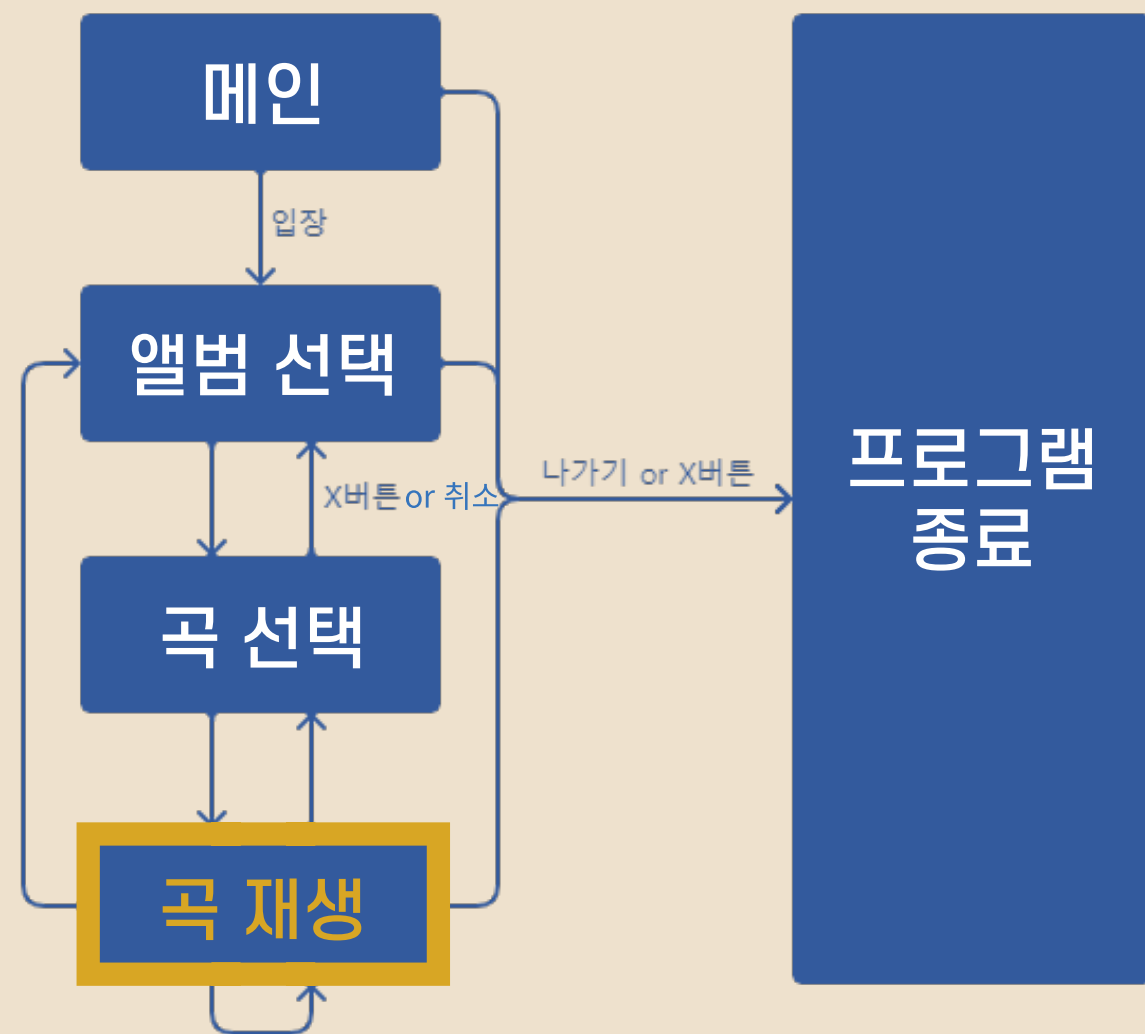 메인
입장
앨범 선택
X버튼 or 취소
나가기 or X버튼
프로그램
종료
곡 선택
곡 재생